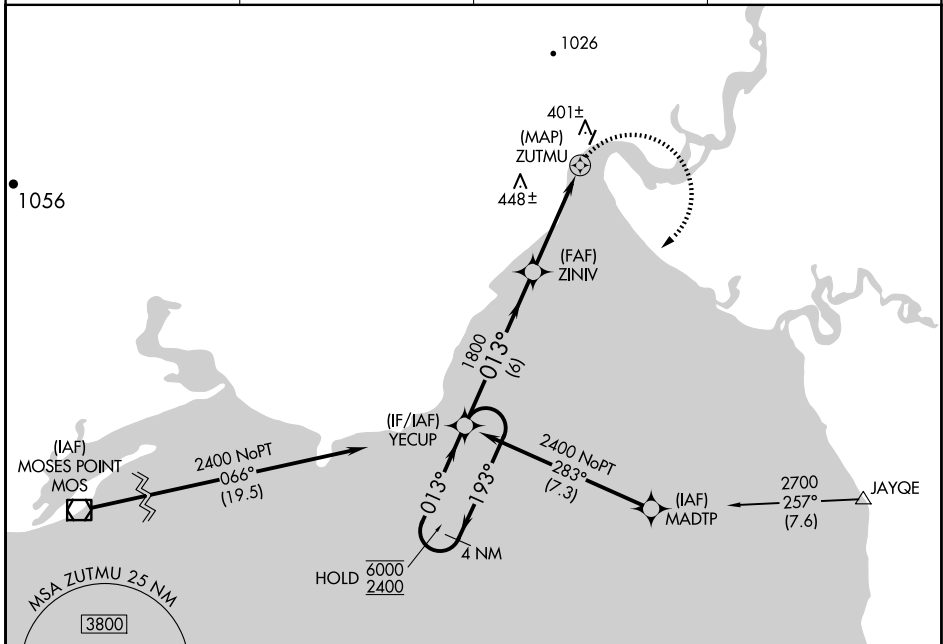 1026
401±
(MAP)
ZUTMU
448±
1056
(FAF)
ZINIV
1800
013°
(6)
(IF/IAF)
YECUP
(IAF)
MOSES POINT
MOS
2400 NoPT
066°
(19.5)
2400 NoPT
283°
(7.3)
013°
193°
2700
257°
(7.6)
JAYQE
(IAF)
MADTP
4 NM
HOLD 6000
2400
MSA ZUTMU 25 NM
3800